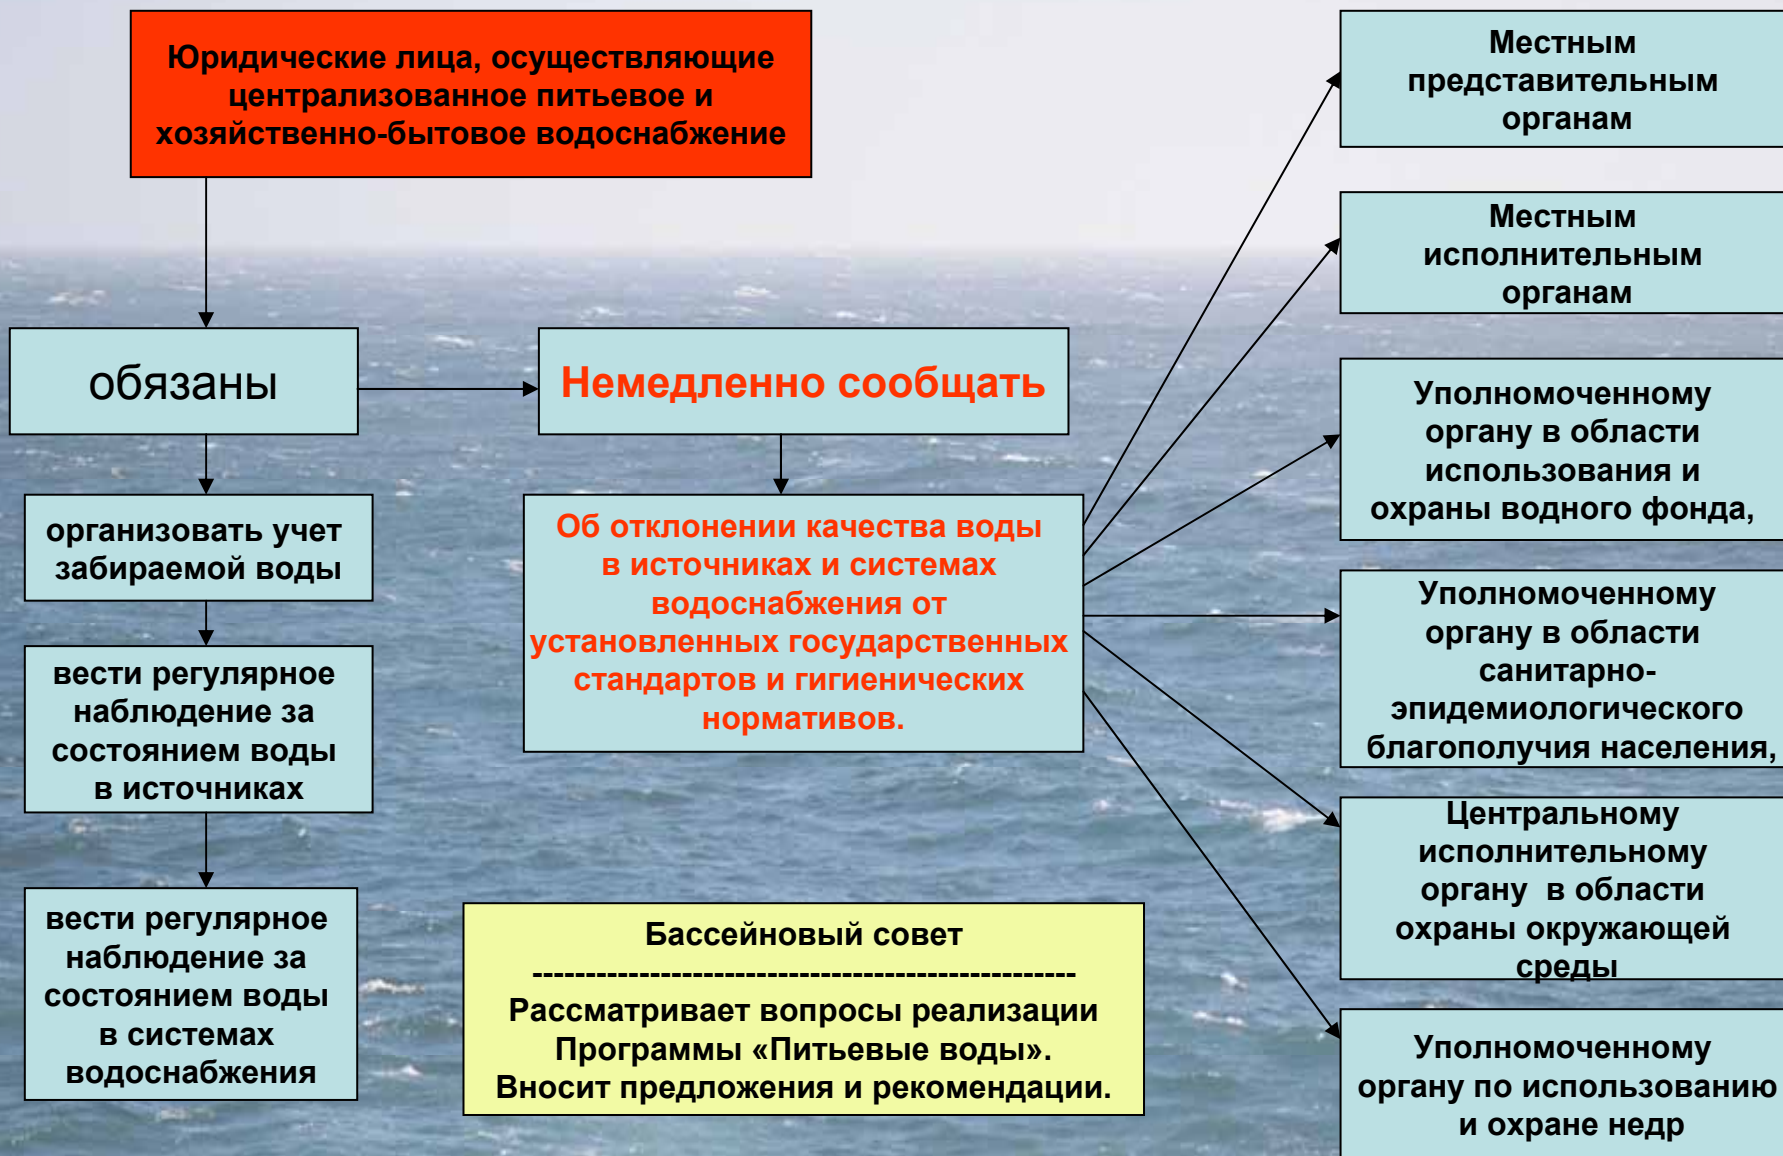 Юридические лица, осуществляющие
централизованное питьевое и
хозяйственно-бытовое водоснабжение
обязаны
организовать учет
забираемой воды
вести регулярное
наблюдение за
состоянием воды
в источниках
вести регулярное
наблюдение за
состоянием воды
в системах
водоснабжения
Немедленно сообщать
Об отклонении качества воды
в источниках и системах
водоснабжения от
установленных государственных
стандартов и гигиенических
нормативов.
Бассейновый совет
---------------------------------------------------
Рассматривает вопросы реализации
Программы «Питьевые воды».
Вносит предложения и рекомендации.
Местным
представительным
органам
Местным
исполнительным
органам
Уполномоченному
органу в области
использования и
охраны водного фонда,
Уполномоченному
органу в области
санитарно-
эпидемиологического
благополучия населения,
Центральному
исполнительному
органу в области
охраны окружающей
среды
Уполномоченному
органу по использованию
и охране недр